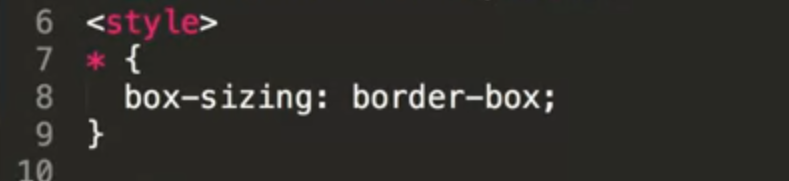 6 <style>
7 * {
8 box-sizing: border-box;
9 }
10